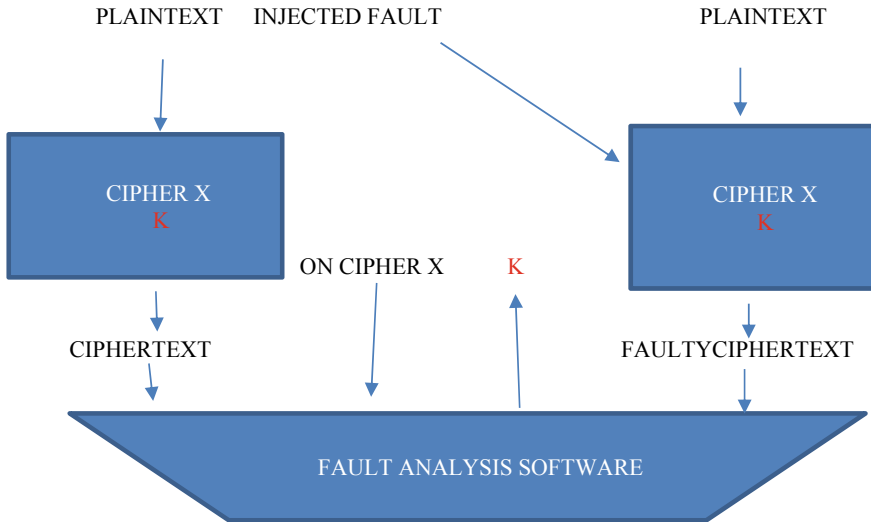 PLAINTEXT INJECTED FAULT PLAINTEXT
CIPHER X
K
CIPHER X
K
ON CIPHER X K
CIPHERTEXT
FAULTYCIPHERTEXT
FAULT ANALYSIS SOFTWARE